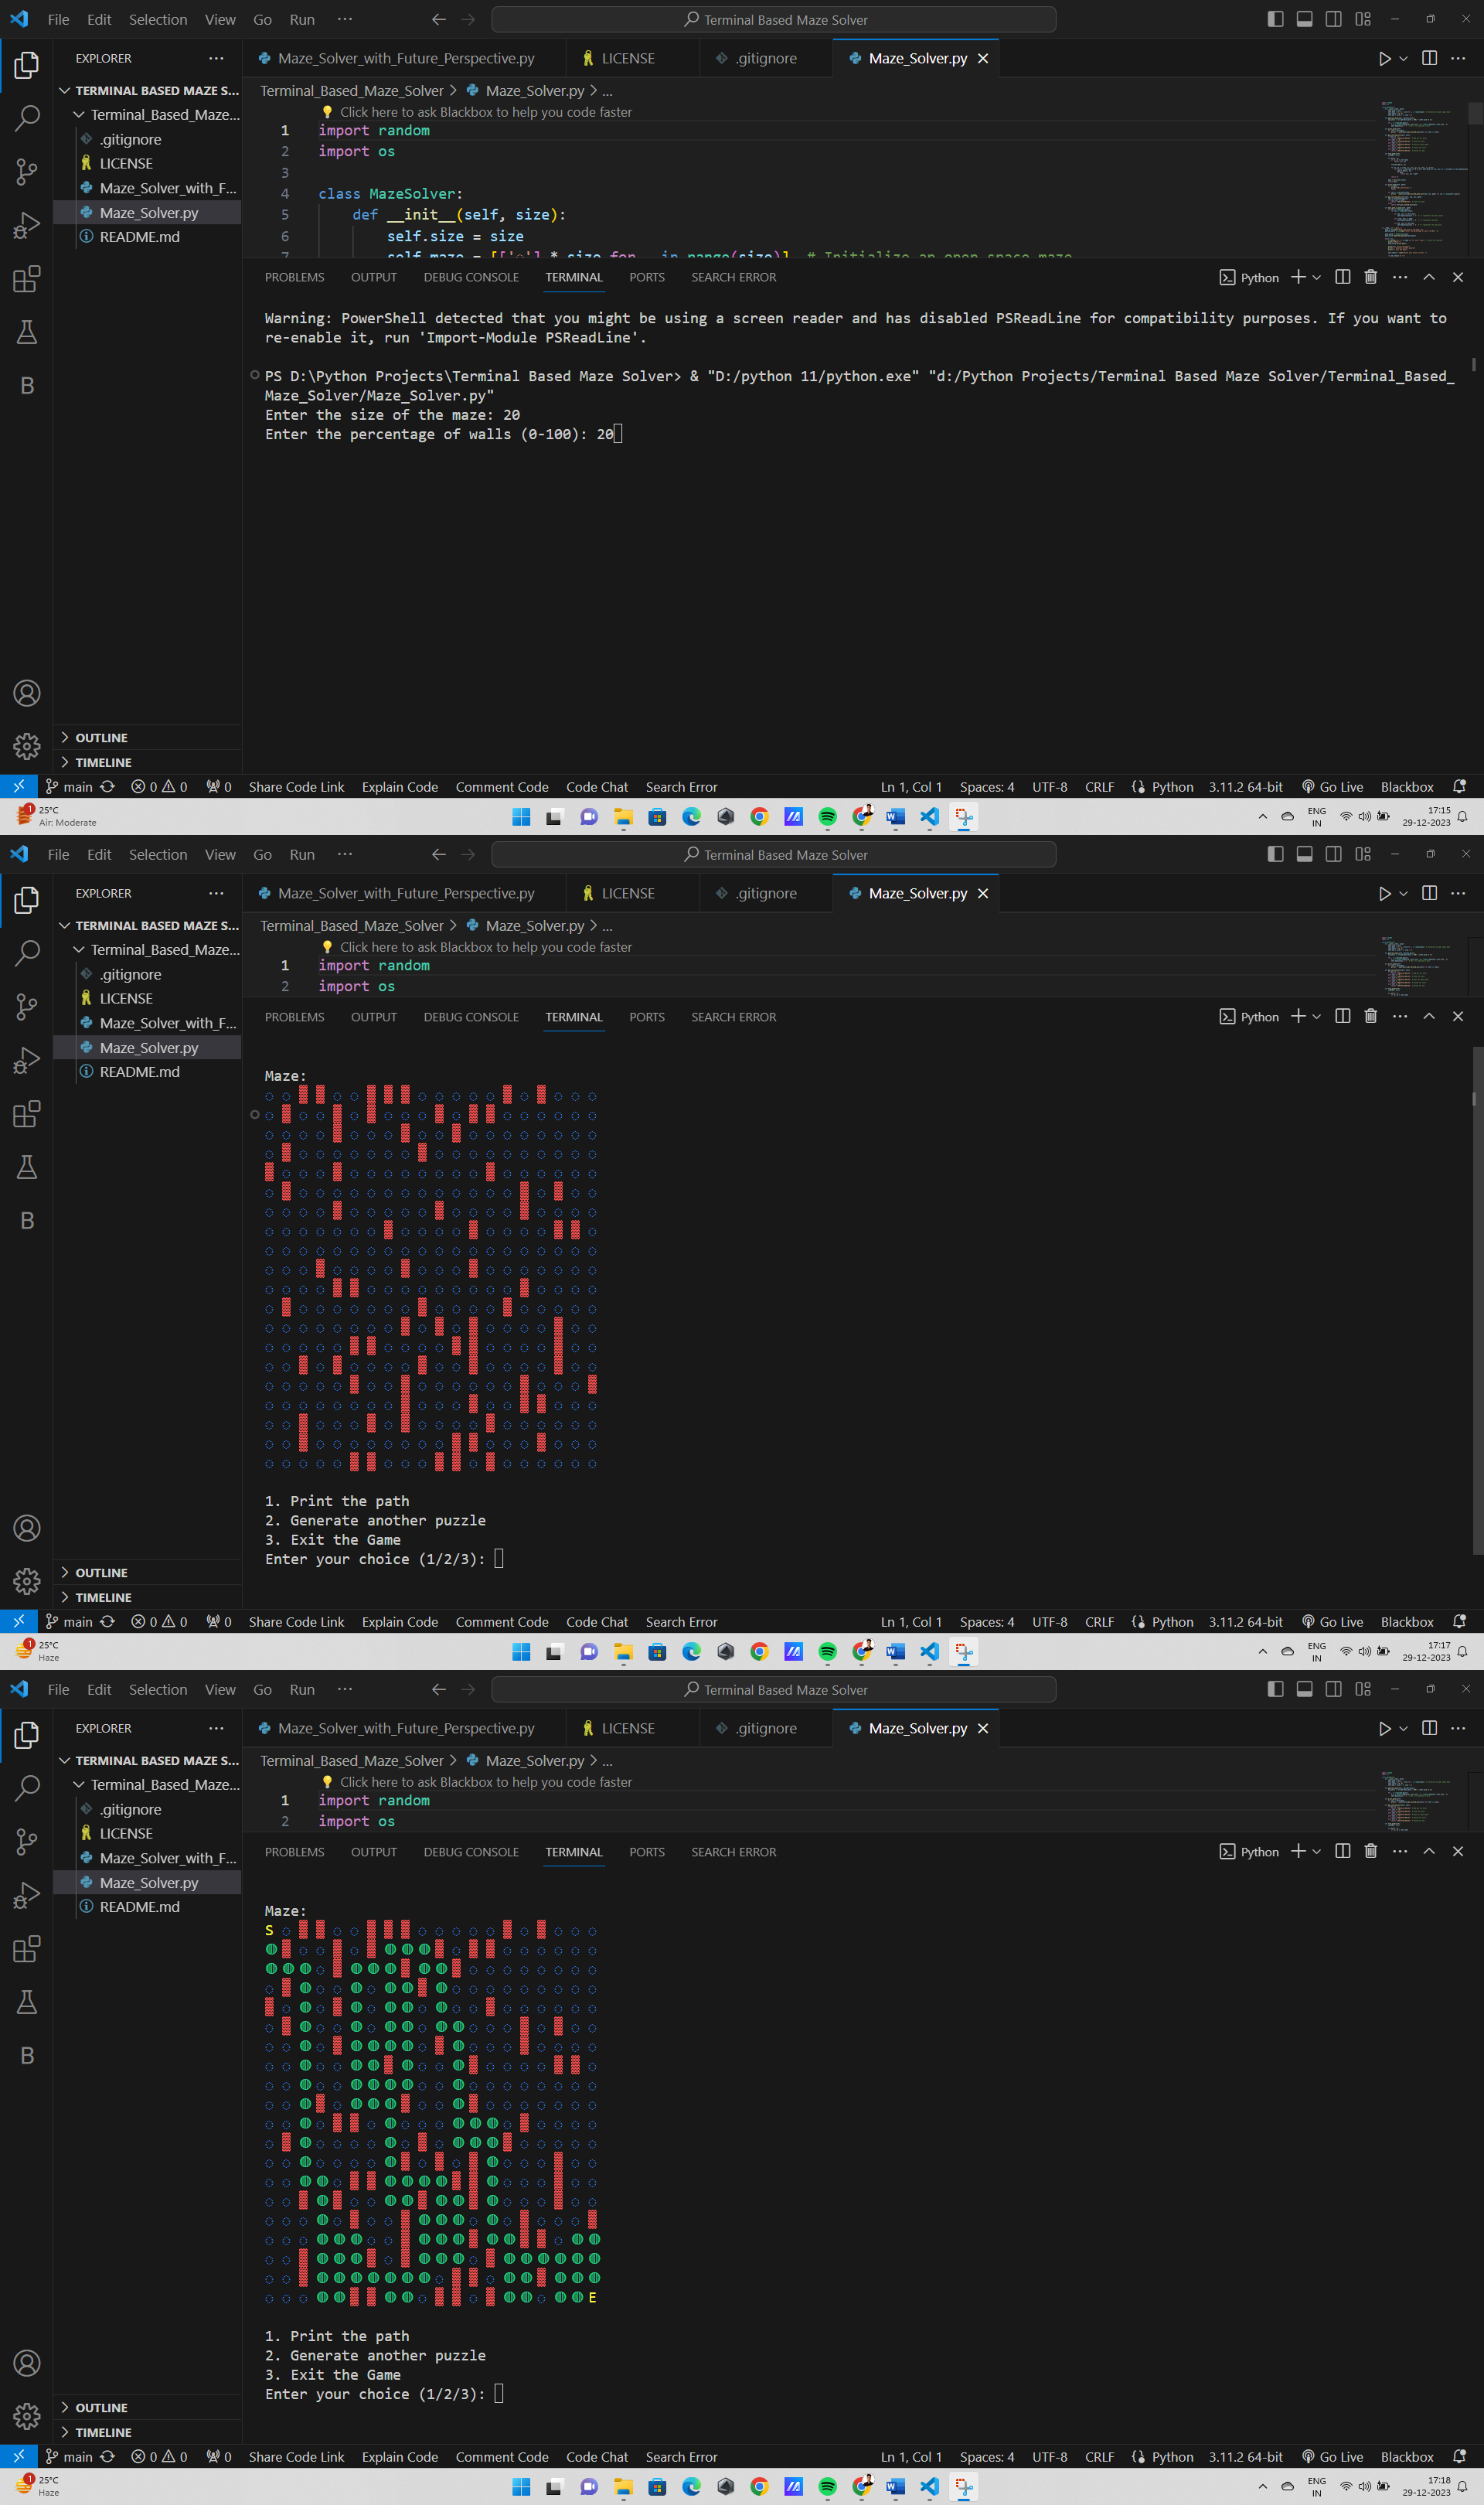 File Edit Selection View Go Run ··· Terminal Based Maze Solver
EXPLORER ···
TERMINAL BASED MAZE S...
Terminal_Based_Maze...
.gitignore
LICENSE
Maze_Solver_with_F...
Maze_Solver.py
README.md
OUTLINE
TIMELINE
Maze_Solver_with_Future_Perspective.py LICENSE .gitignore Maze_Solver.py
Terminal_Based_Maze_Solver > Maze_Solver.py > ...
Click here to ask Blackbox to help you code faster
1 import random
2 import os
3
4 class MazeSolver:
5 def __init__(self, size):
6 self.size = size
PROBLEMS OUTPUT DEBUG CONSOLE TERMINAL PORTS SEARCH ERROR Python
Warning: PowerShell detected that you might be using a screen reader and has disabled PSReadLine for compatibility purposes. If you want to
re-enable it, run 'Import-Module PSReadLine'.
PS D:\Python Projects\Terminal Based Maze Solver> & "D:/python 11/python.exe" "d:/Python Projects/Terminal Based Maze Solver/Terminal_Based_
Maze_Solver/Maze_Solver.py"
Enter the size of the maze: 20
Enter the percentage of walls (0-100): 20
main 0 0 0 Share Code Link Explain Code Comment Code Code Chat Search Error Ln 1, Col 1 Spaces: 4 UTF-8 CRLF Python 3.11.2 64-bit Go Live Blackbox
1 25°C
Air: Moderate
ENG
IN
17:15
29-12-2023
File Edit Selection View Go Run ··· Terminal Based Maze Solver
EXPLORER ···
TERMINAL BASED MAZE S...
Terminal_Based_Maze...
.gitignore
LICENSE
Maze_Solver_with_F...
Maze_Solver.py
README.md
OUTLINE
TIMELINE
Maze_Solver_with_Future_Perspective.py LICENSE .gitignore Maze_Solver.py
Terminal_Based_Maze_Solver > Maze_Solver.py > ...
Click here to ask Blackbox to help you code faster
1 import random
2 import os
PROBLEMS OUTPUT DEBUG CONSOLE TERMINAL PORTS SEARCH ERROR Python
Maze:
1. Print the path
2. Generate another puzzle
3. Exit the Game
Enter your choice (1/2/3):
main 0 0 0 Share Code Link Explain Code Comment Code Code Chat Search Error Ln 1, Col 1 Spaces: 4 UTF-8 CRLF Python 3.11.2 64-bit Go Live Blackbox
1 25°C
Haze
ENG
IN
17:17
29-12-2023
File Edit Selection View Go Run ··· Terminal Based Maze Solver
EXPLORER ···
TERMINAL BASED MAZE S...
Terminal_Based_Maze...
.gitignore
LICENSE
Maze_Solver_with_F...
Maze_Solver.py
README.md
OUTLINE
TIMELINE
Maze_Solver_with_Future_Perspective.py LICENSE .gitignore Maze_Solver.py
Terminal_Based_Maze_Solver > Maze_Solver.py > ...
Click here to ask Blackbox to help you code faster
1 import random
2 import os
PROBLEMS OUTPUT DEBUG CONSOLE TERMINAL PORTS SEARCH ERROR Python
Maze:
S
E
1. Print the path
2. Generate another puzzle
3. Exit the Game
Enter your choice (1/2/3):
main 0 0 0 Share Code Link Explain Code Comment Code Code Chat Search Error Ln 1, Col 1 Spaces: 4 UTF-8 CRLF Python 3.11.2 64-bit Go Live Blackbox
1 25°C
Haze
ENG
IN
17:18
29-12-2023